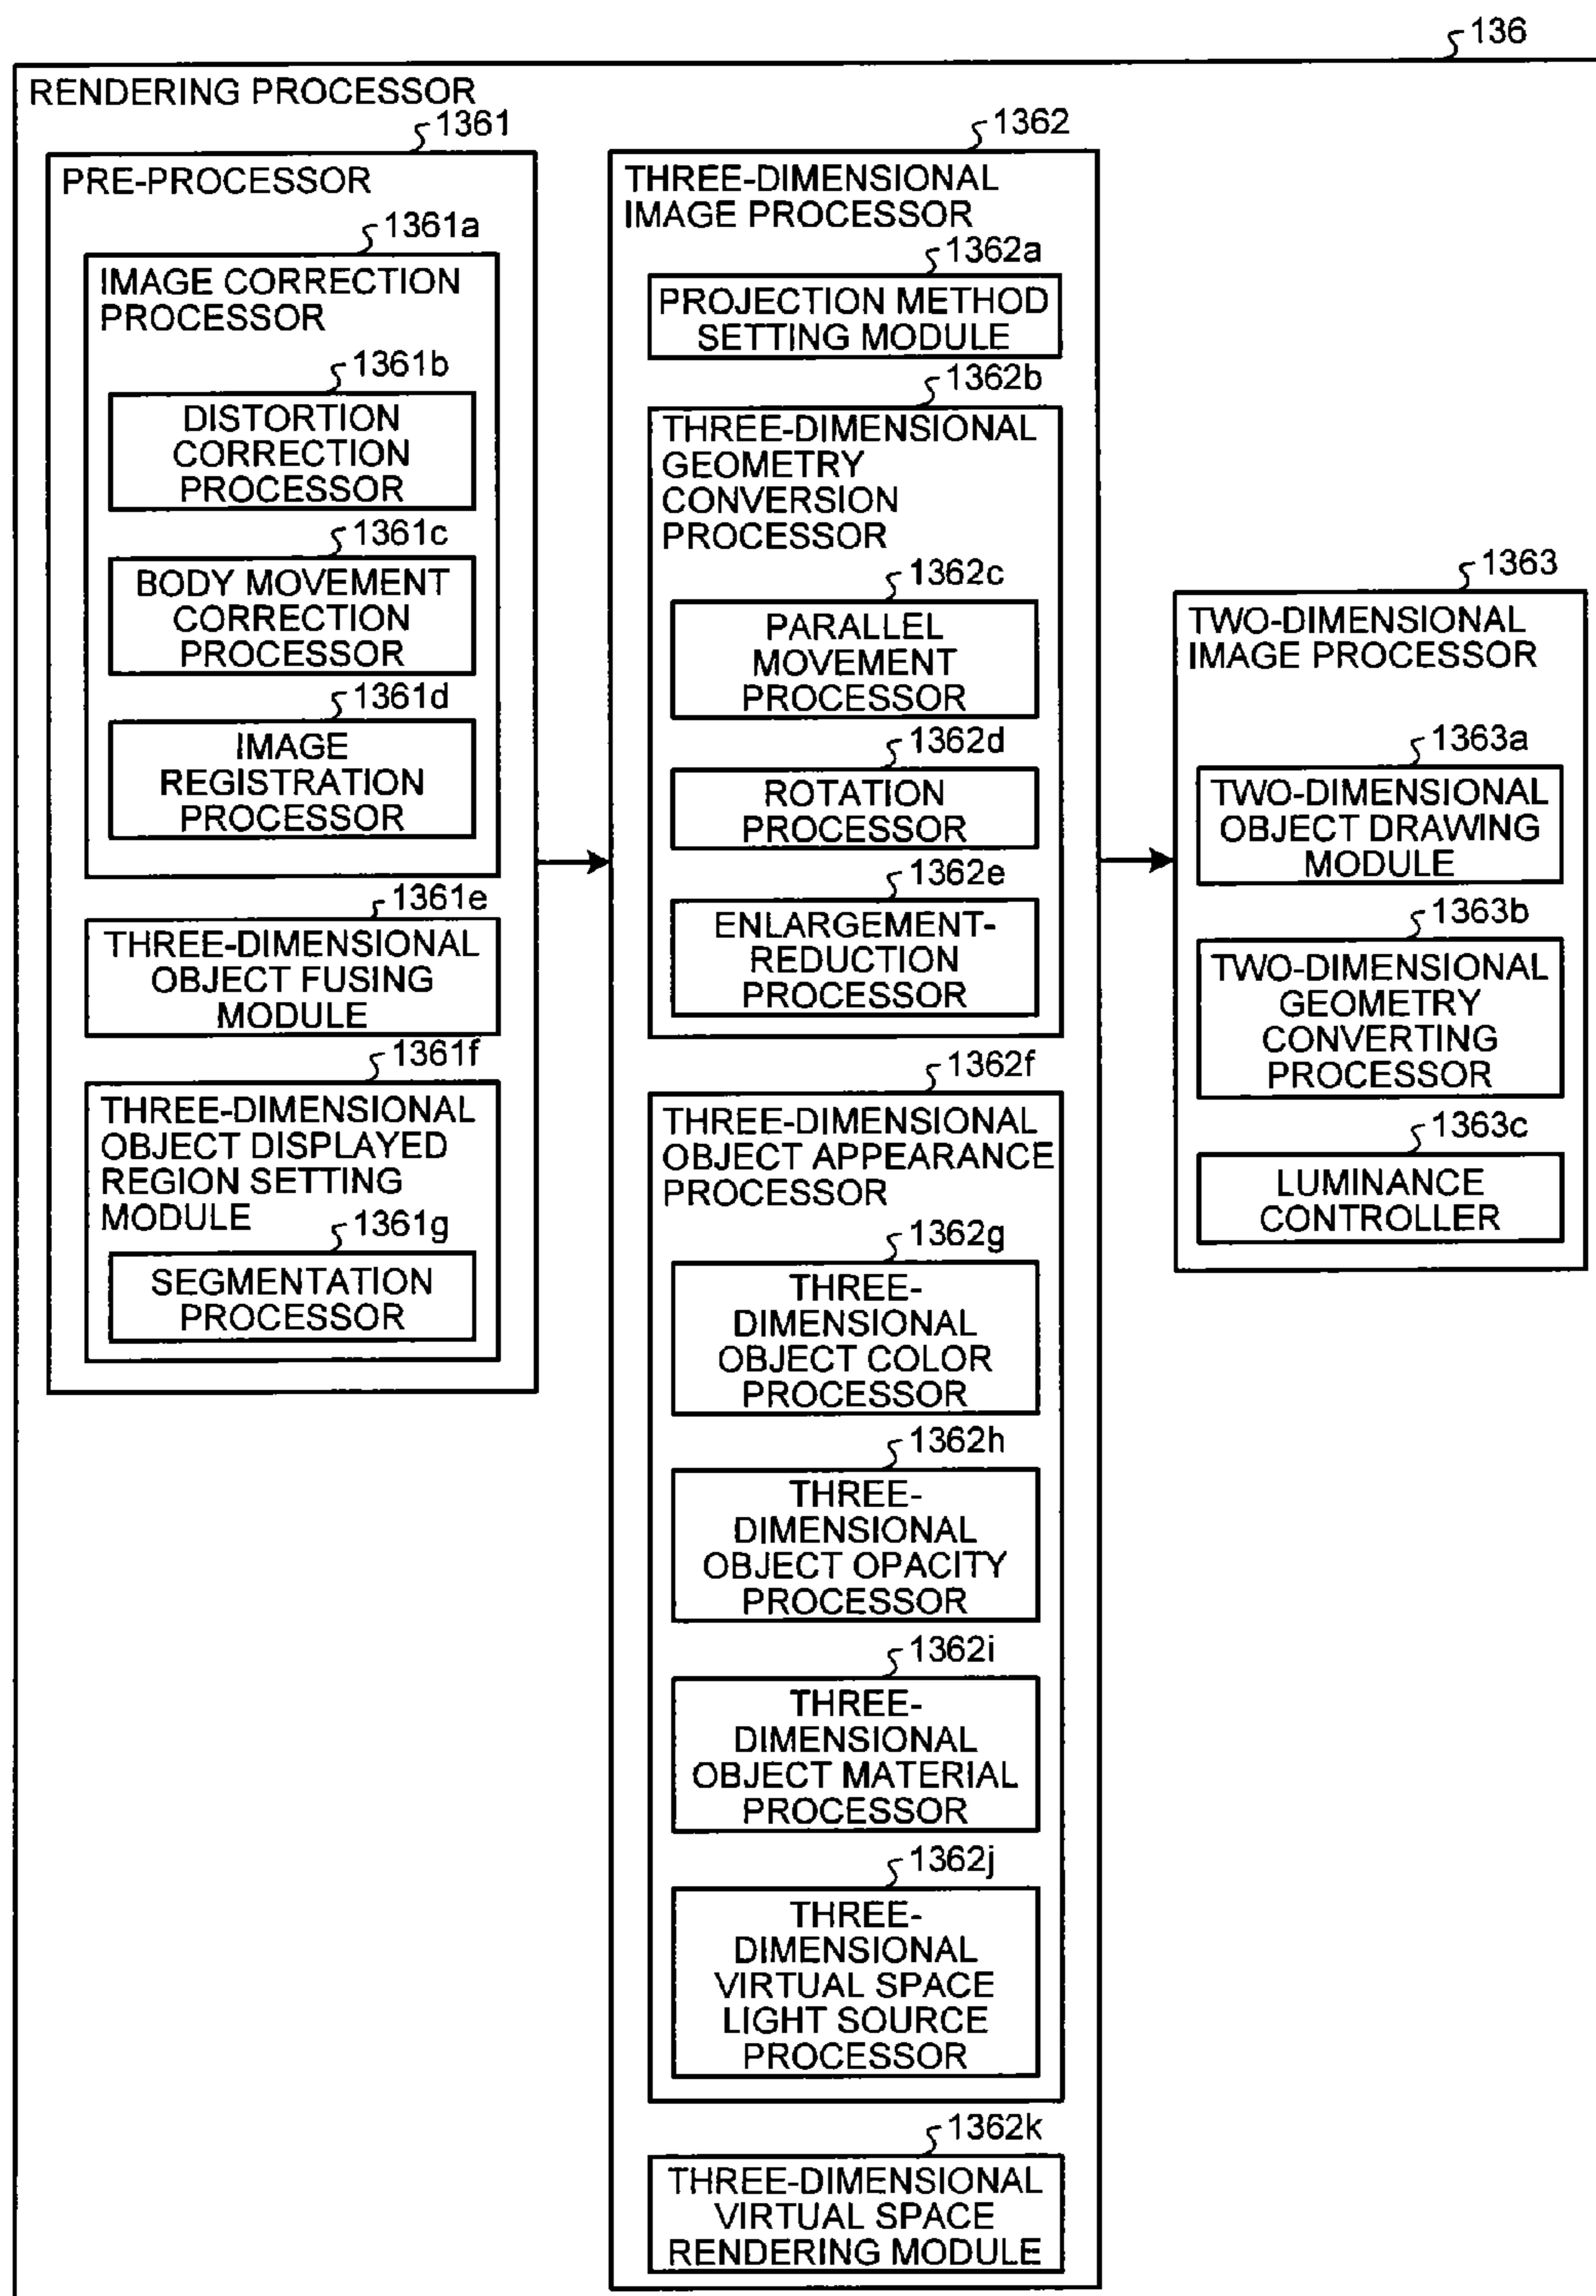 136
RENDERING PROCESSOR
1361
PRE-PROCESSOR
1361a
IMAGE CORRECTION
PROCESSOR
1361b
DISTORTION
CORRECTION
PROCESSOR
1361c
BODY MOVEMENT
CORRECTION
PROCESSOR
1361d
IMAGE
REGISTRATION
PROCESSOR
1361e
THREE-DIMENSIONAL
OBJECT FUSING
MODULE
1361f
THREE-DIMENSIONAL
OBJECT DISPLAYED
REGION SETTING
MODULE
1361g
SEGMENTATION
PROCESSOR
1362
THREE-DIMENSIONAL
IMAGE PROCESSOR
1362a
PROJECTION METHOD
SETTING MODULE
1362b
THREE-DIMENSIONAL
GEOMETRY
CONVERSION
PROCESSOR
1362c
PARALLEL
MOVEMENT
PROCESSOR
1362d
ROTATION
PROCESSOR
1362e
ENLARGEMENT-
REDUCTION
PROCESSOR
1362f
THREE-DIMENSIONAL
OBJECT APPEARANCE
PROCESSOR
1362g
THREE-
DIMENSIONAL
OBJECT COLOR
PROCESSOR
1362h
THREE-
DIMENSIONAL
OBJECT OPACITY
PROCESSOR
1362i
THREE-
DIMENSIONAL
OBJECT MATERIAL
PROCESSOR
1362j
THREE-
DIMENSIONAL
VIRTUAL SPACE
LIGHT SOURCE
PROCESSOR
1362k
THREE-DIMENSIONAL
VIRTUAL SPACE
RENDERING MODULE
1363
TWO-DIMENSIONAL
IMAGE PROCESSOR
1363a
TWO-DIMENSIONAL
OBJECT DRAWING
MODULE
1363b
TWO-DIMENSIONAL
GEOMETRY
CONVERTING
PROCESSOR
1363c
LUMINANCE
CONTROLLER